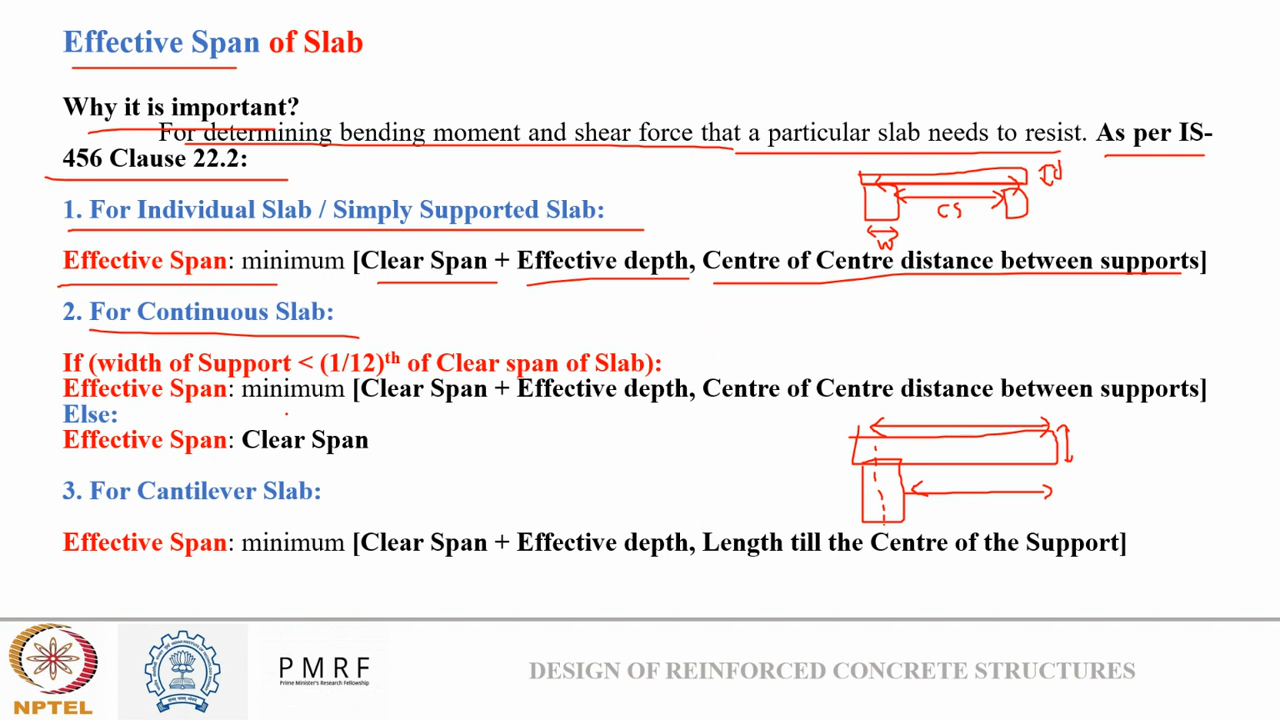 Effective Span of Slab
Why it is important?
For determining bending moment and shear force that a particular slab needs to resist. As per IS-
456 Clause 22.2:
d
1. For Individual Slab / Simply Supported Slab:
CS
w
Effective Span: minimum [Clear Span + Effective depth, Centre of Centre distance between supports]
2. For Continuous Slab:
If (width of Support < (1/12)th of Clear span of Slab):
Effective Span: minimum [Clear Span + Effective depth, Centre of Centre distance between supports]
Else:
Effective Span: Clear Span
3. For Cantilever Slab:
Effective Span: minimum [Clear Span + Effective depth, Length till the Centre of the Support]
NPTEL
PMRF
Prime Minister's Research Fellowship
DESIGN OF REINFORCED CONCRETE STRUCTURES